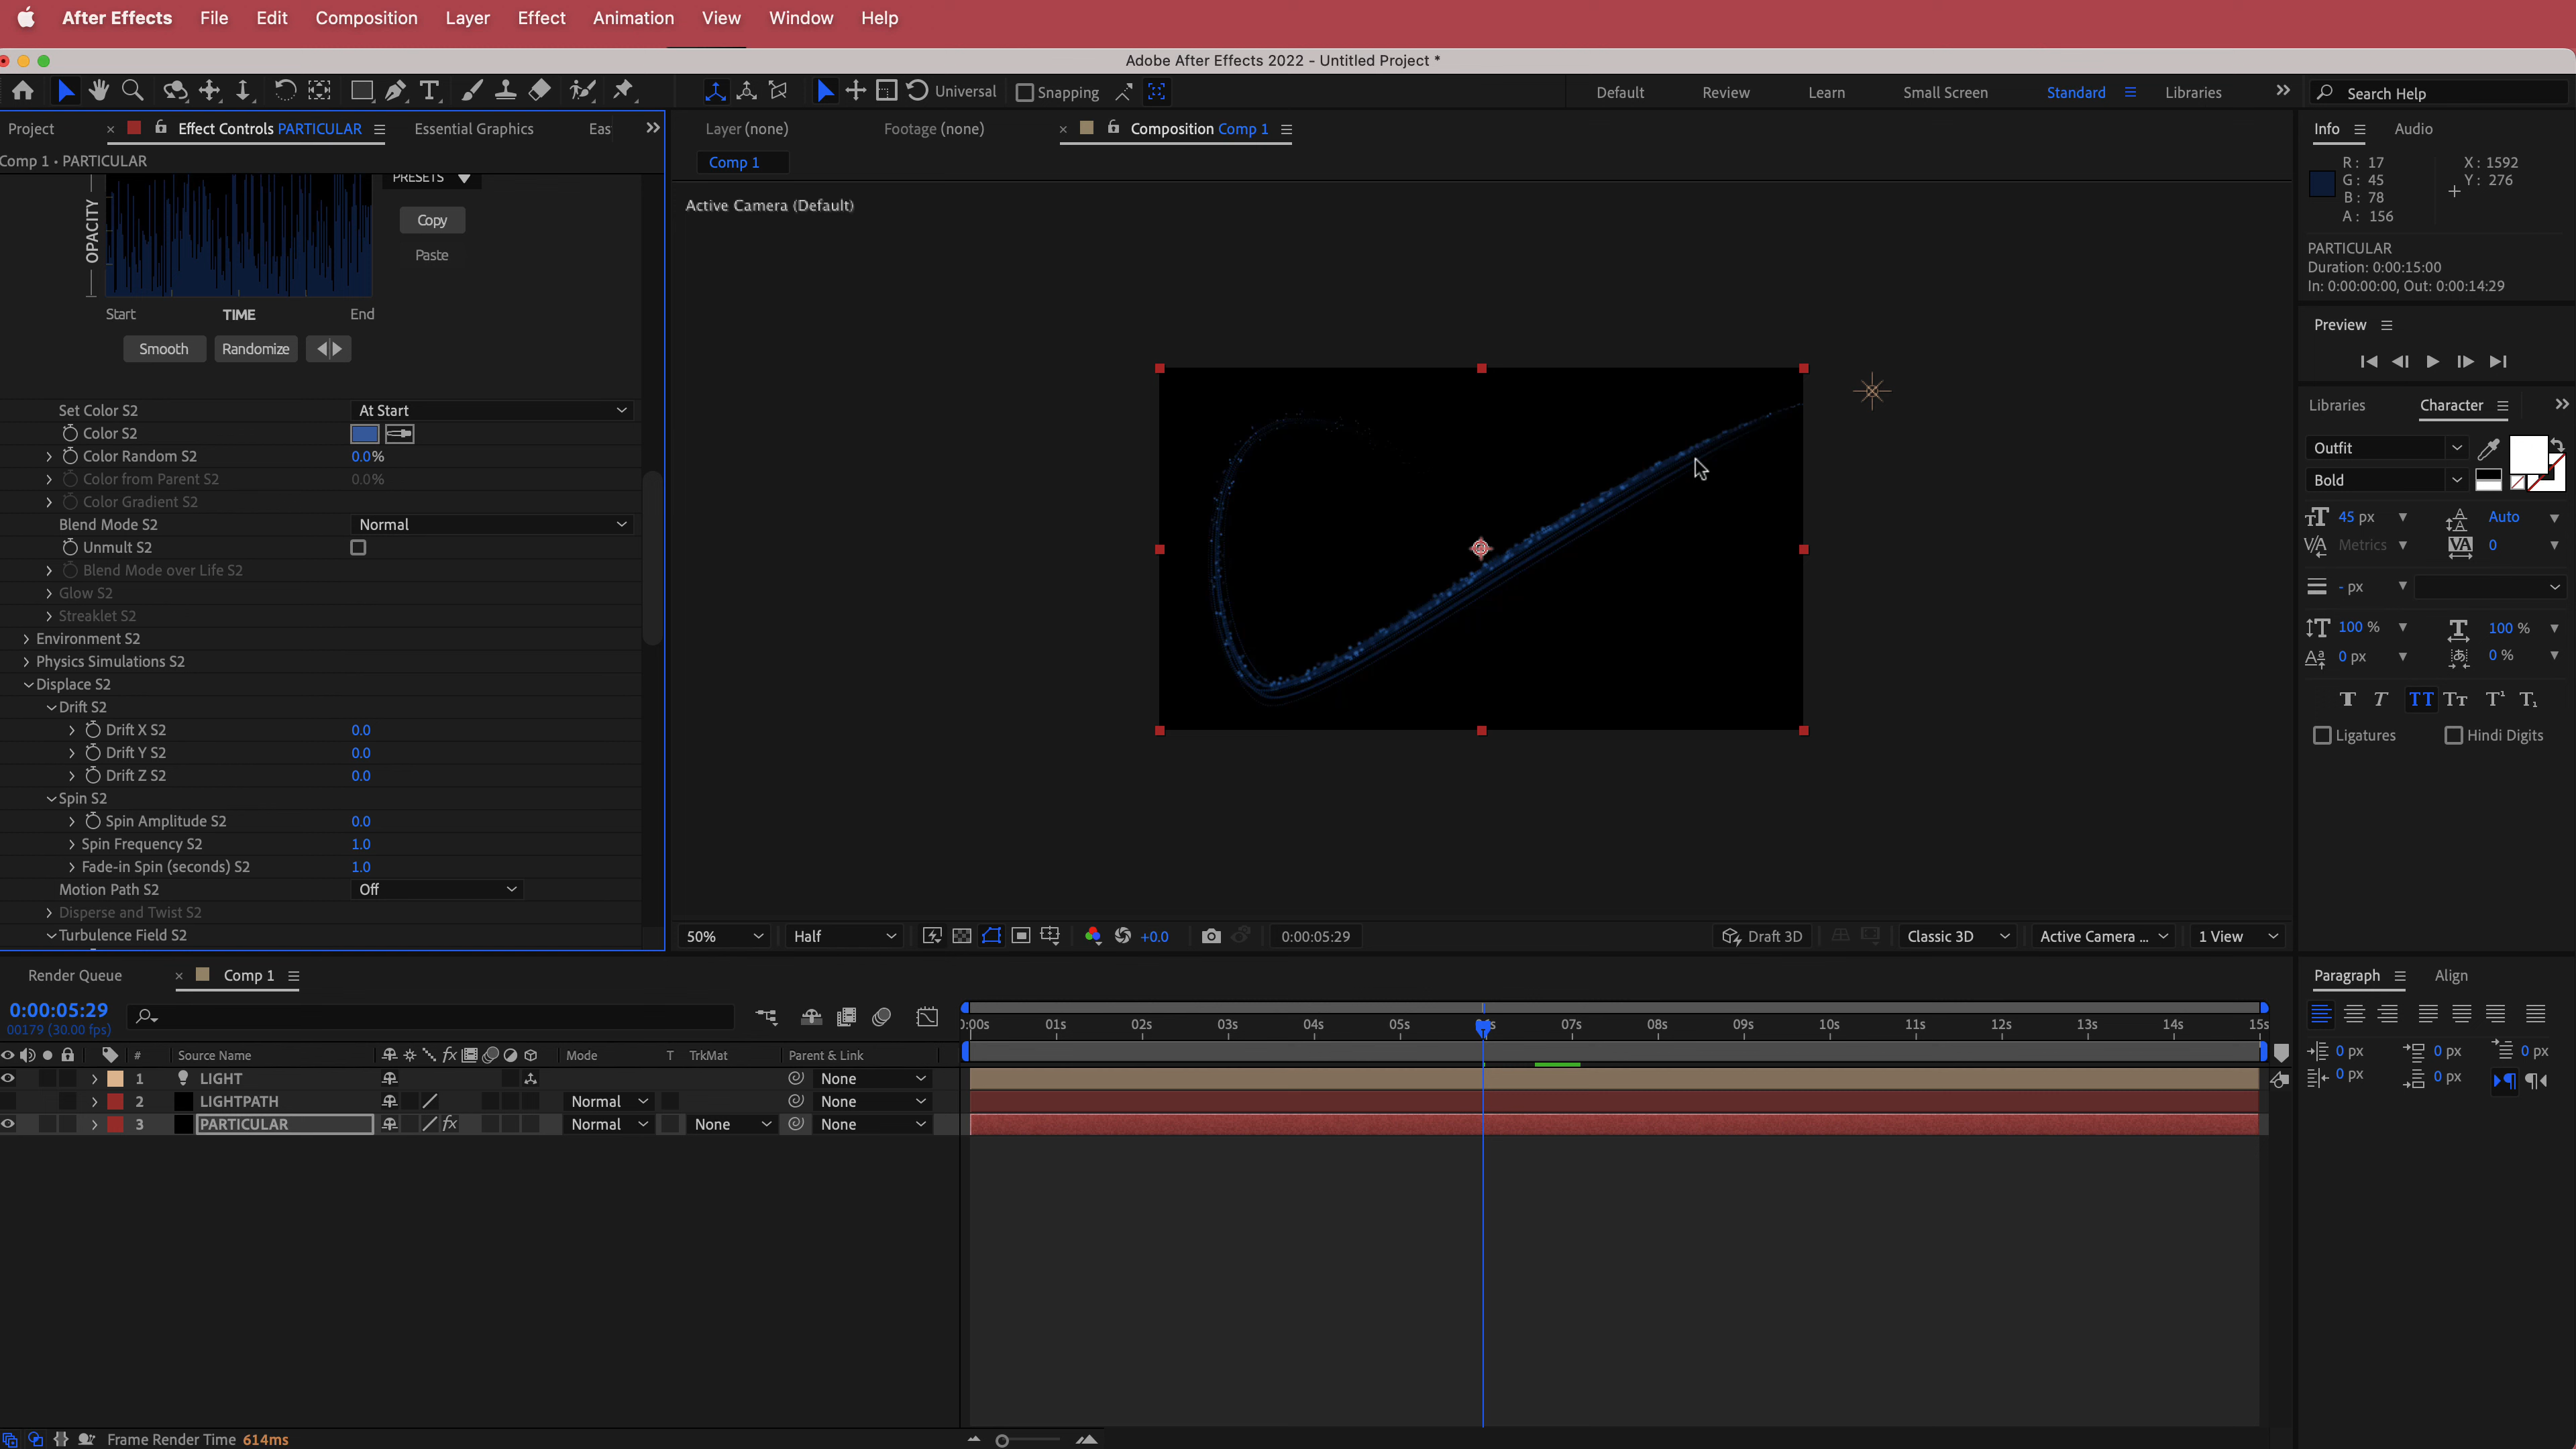 After Effects File Edit Composition Layer Effect Animation View Window Help
Adobe After Effects 2022 - Untitled Project *
Universal Snapping Default Review Learn Small Screen Standard Libraries Search Help
Project Effect Controls PARTICULAR Essential Graphics Eas
Layer (none) Footage (none) Composition Comp 1
Info Audio
Comp 1 • PARTICULAR
Comp 1
R: 17 X: 1592
G: 45 Y: 276
B: 78
A: 156
PRESETS
Active Camera (Default)
OPACITY
Copy
Paste
PARTICULAR
Duration: 0:00:15:00
In: 0:00:00:00, Out: 0:00:14:29
Start TIME End
Smooth Randomize
Preview
Set Color S2 At Start
Color S2
Color Random S2 0.0%
Color from Parent S2 0.0%
Color Gradient S2
Blend Mode S2 Normal
Unmult S2
Blend Mode over Life S2
Glow S2
Streaklet S2
Environment S2
Physics Simulations S2
Displace S2
Drift S2
Drift X S2 0.0
Drift Y S2 0.0
Drift Z S2 0.0
Spin S2
Spin Amplitude S2 0.0
Spin Frequency S2 1.0
Fade-in Spin (seconds) S2 1.0
Motion Path S2 Off
Disperse and Twist S2
Turbulence Field S2
Libraries Character
Outfit
Bold
45 px Auto
Metrics 0
- px
100 % 100 %
0 px 0 %
Ligatures Hindi Digits
50% Half +0.0 0:00:05:29 Draft 3D Classic 3D Active Camera ... 1 View
Render Queue Comp 1
Paragraph Align
0:00:05:29
00179 (30.00 fps)
01s 02s 03s 04s 05s 07s 08s 09s 10s 11s 12s 13s 14s 15s
# Source Name Mode T TrkMat Parent & Link
1 LIGHT None
2 LIGHTPATH Normal None
3 PARTICULAR Normal None None
0 px 0 px 0 px
0 px 0 px
Frame Render Time 614ms